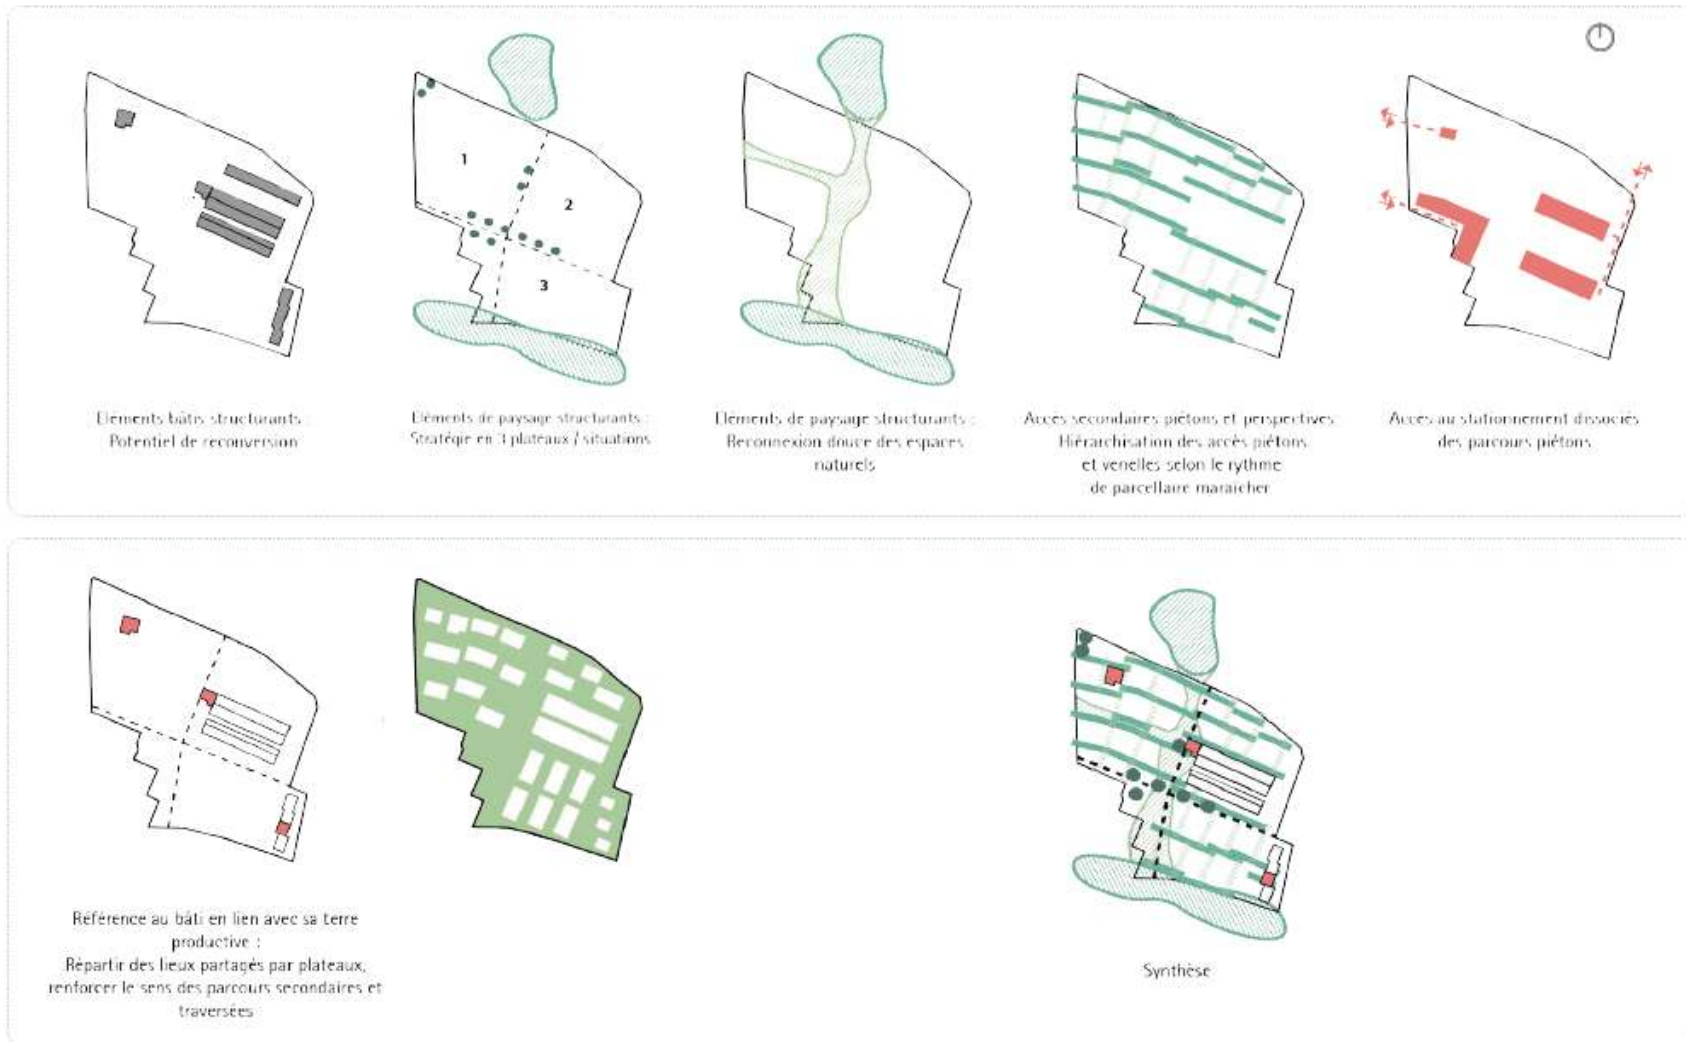 1
2
3
Eléments bâtis structurants :
Potentiel de reconversion
Eléments de paysage structurants :
Stratégie en 3 plateaux / situations
Eléments de paysage structurants :
Reconnexion douce des espaces
naturels
Accès secondaires piétons et perspectives
Hiérarchisation des accès piétons
et venelles selon le rythme
de parcellaire maraicher
Accès au stationnement dissociés
des parcours piétons
Référence au bâti en lien avec sa terre
productive :
Répartir des lieux partagés par plateaux,
renforcer le sens des parcours secondaires et
traversées
Synthèse